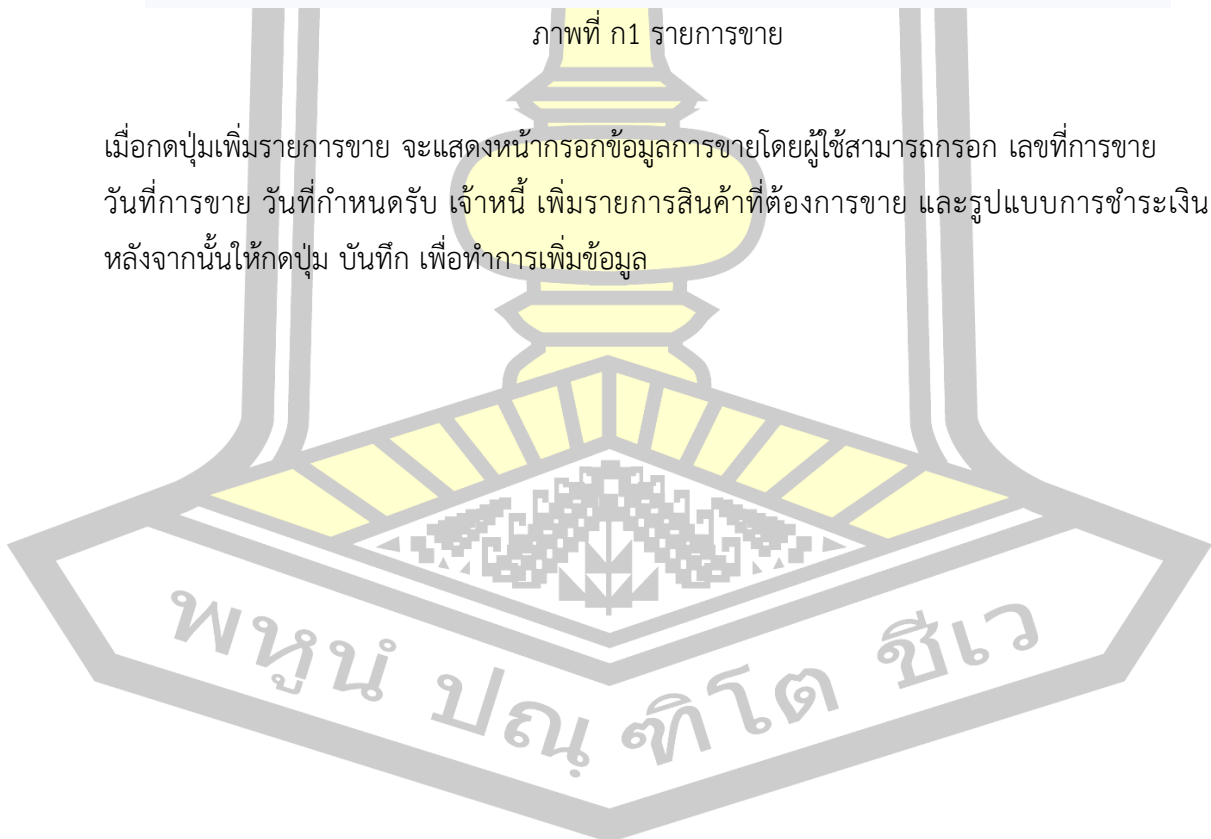 ภาพที่ ก1 รายการขาย
เมื่อกดปุ่มเพิ่มรายการขาย จะแสดงหน้ากรอกข้อมูลการขายโดยผู้ใช้สามารถกรอก เลขที่การขาย
วันที่การขาย วันที่กำหนดรับ เจ้าหนี้ เพิ่มรายการสินค้าที่ต้องการขาย และรูปแบบการชำระเงิน
หลังจากนั้นให้กดปุ่ม บันทึก เพื่อทำการเพิ่มข้อมูล
พหูนํ ปณฺฑิโต ชีเว